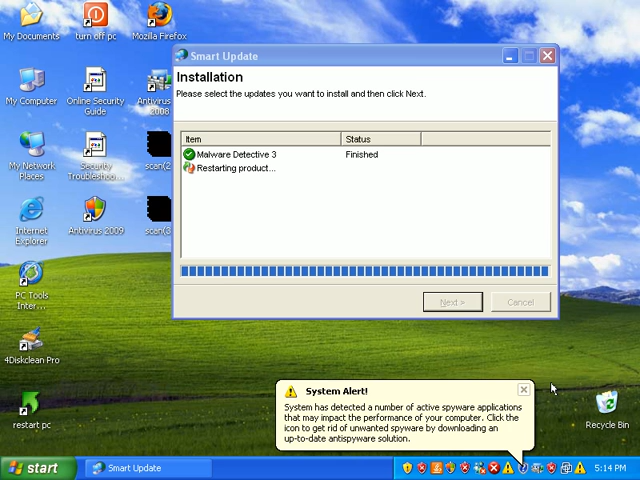 My Documents
turn off pc
Mozilla Firefox
My Computer
Online Security
Guide
Antivirus
2008
My Network
Places
Security
Troubleshoo...
scan(2
Internet
Explorer
Antivirus 2009
scan(3
PC Tools
Inter...
4Diskclean Pro
restart pc
Smart Update
Installation
Please select the updates you want to install and then click Next.
Item Status
Malware Detective 3 Finished
Restarting product...
Next >
Cancel
System Alert!
System has detected a number of active spyware applications
that may impact the performance of your computer. Click the
icon to get rid of unwanted spyware by downloading an
up-to-date antispyware solution.
Recycle Bin
start
Smart Update
5:14 PM